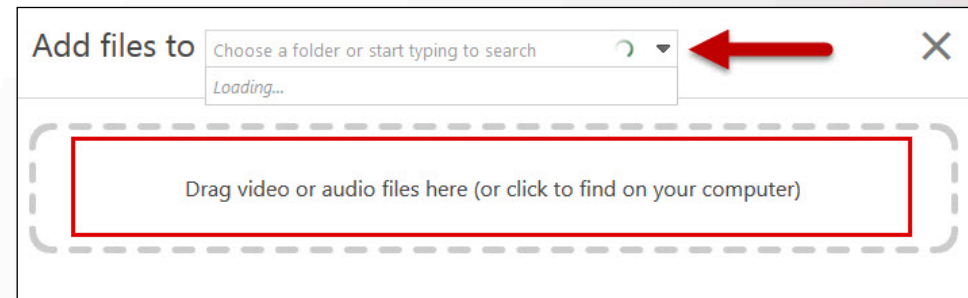 Add files to
Choose a folder or start typing to search
Loading...
Drag video or audio files here (or click to find on your computer)